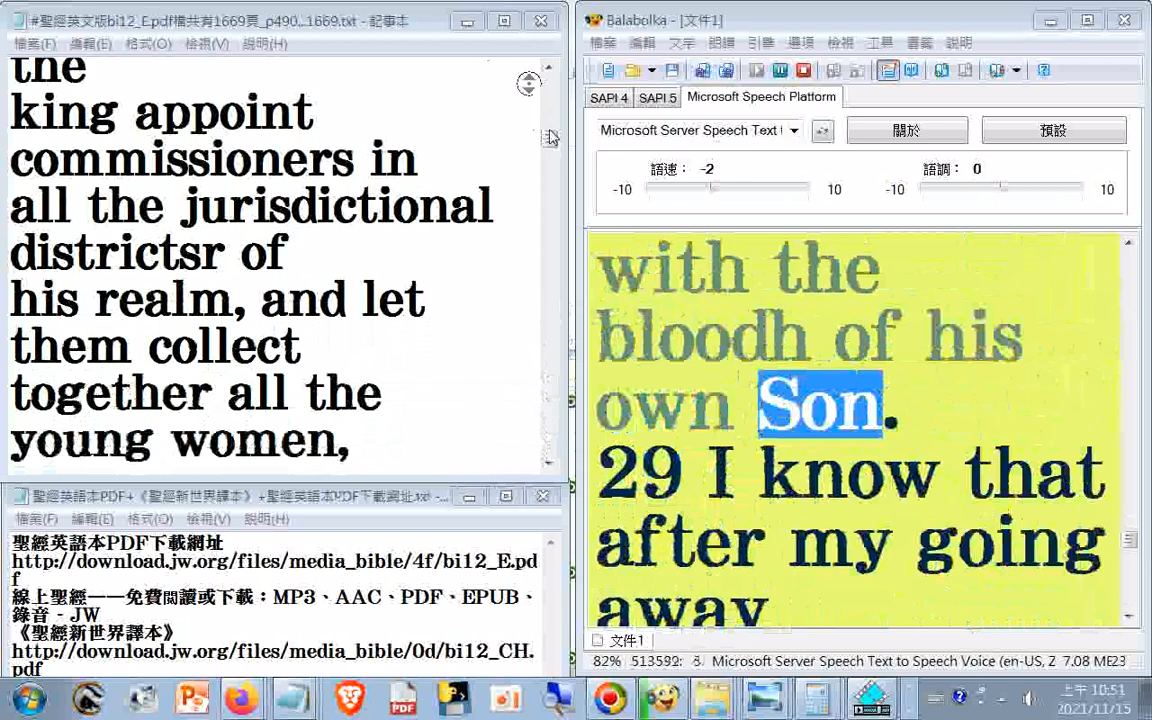 #聖經英文版bi12_E.pdf檔共有1669頁_p490...1669.txt - 記事本
檔案(F) 編輯(E) 格式(O) 檢視(V) 說明(H)
the
king appoint
commissioners in
all the jurisdictional
districtsr of
his realm, and let
them collect
together all the
young women,
聖經英語本PDF+《聖經新世界譯本》+聖經英語本PDF下載網址.txt - ...
檔案(F) 編輯(E) 格式(O) 檢視(V) 說明(H)
聖經英語本PDF下載網址
http://download.jw.org/files/media_bible/4f/bi12_E.pd
f
線上聖經——免費閱讀或下載：MP3、AAC、PDF、EPUB、
錄音 - JW
《聖經新世界譯本》
http://download.jw.org/files/media_bible/0d/bi12_CH.
pdf
Balabolka - [文件1]
檔案 編輯 文字 朗讀 引擎 選項 檢視 工具 書籤 說明
SAPI 4 SAPI 5 Microsoft Speech Platform
Microsoft Server Speech Text 關於 預設
語速： -2 語調： 0
-10 10 -10 10
with the
bloodh of his
own Son.
29 I know that
after my going
away
文件1
82% 513592: Microsoft Server Speech Text to Speech Voice (en-US, Z 7.08 ME23
PDF
上午 10:51
2021/11/15